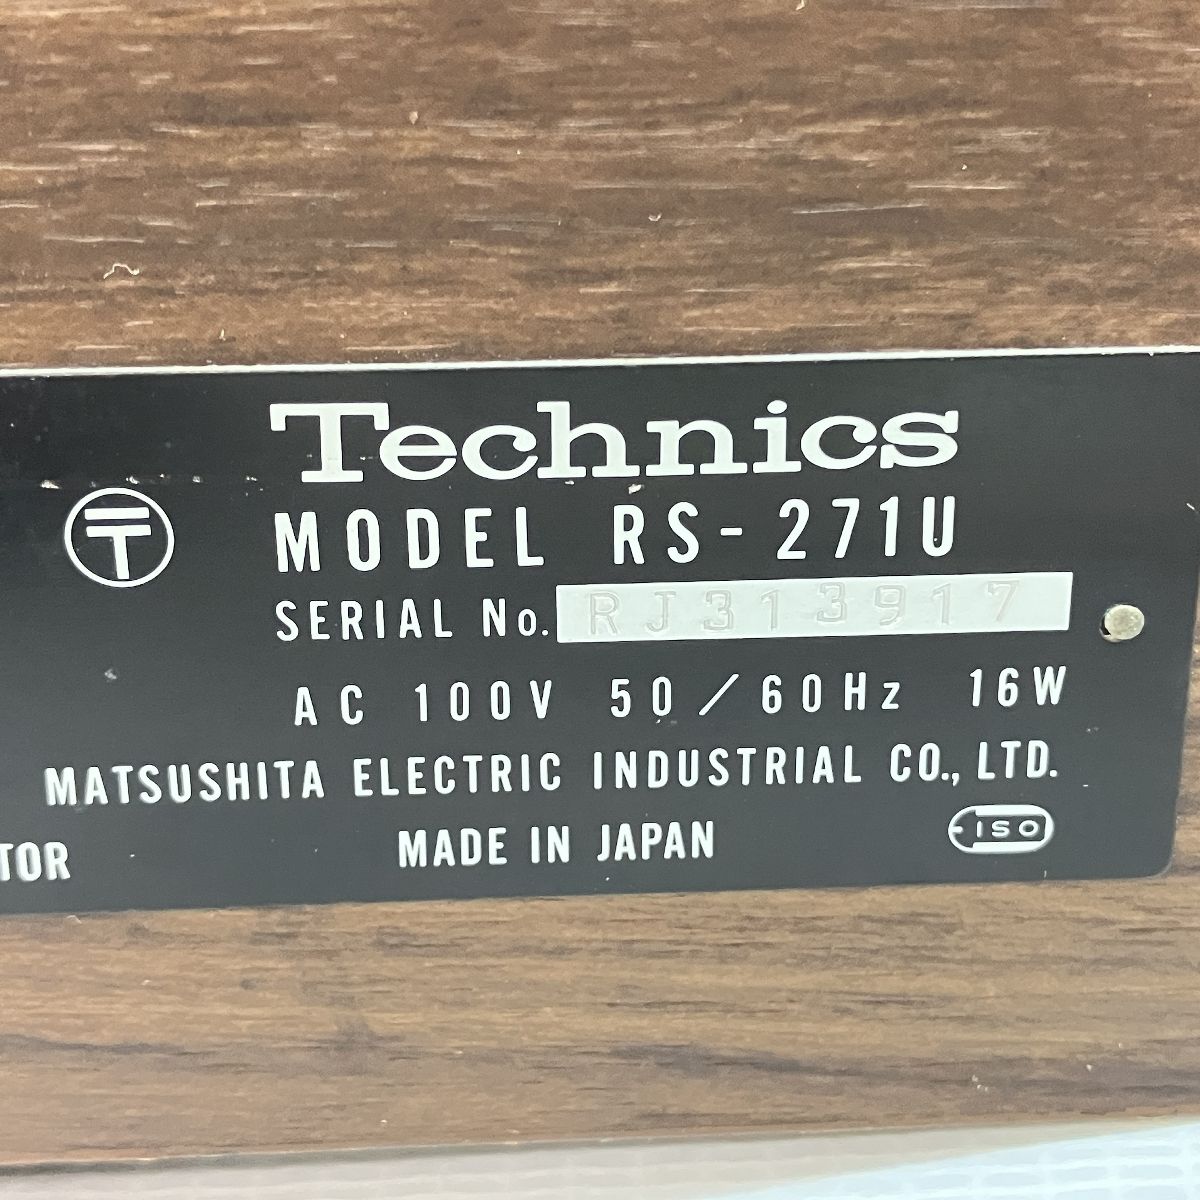 Technics
〒
MODEL RS-271U
SERIAL No. RJ313917
AC 100V 50/60Hz 16W
MATSUSHITA ELECTRIC INDUSTRIAL CO., LTD.
TOR MADE IN JAPAN
ISO